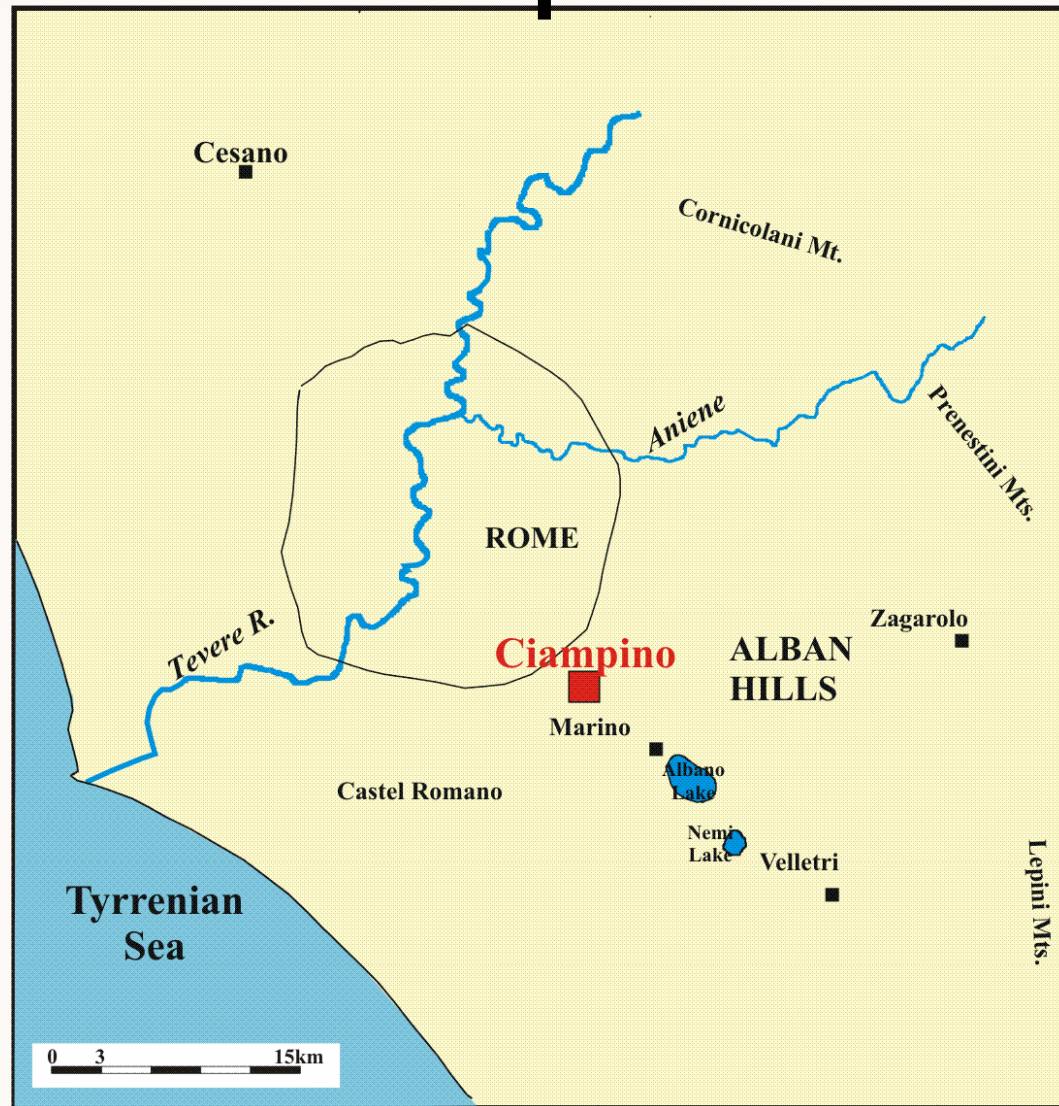 Cesano
Cornicolani Mt.
Aniene
Prenestini Mts.
ROME
Tevere R.
Zagarolo
Ciampino
ALBAN
HILLS
Marino
Albano
Lake
Castel Romano
Nemi
Lake
Velletri
Lepini Mts.
Tyrrenian
Sea
0 3 15km